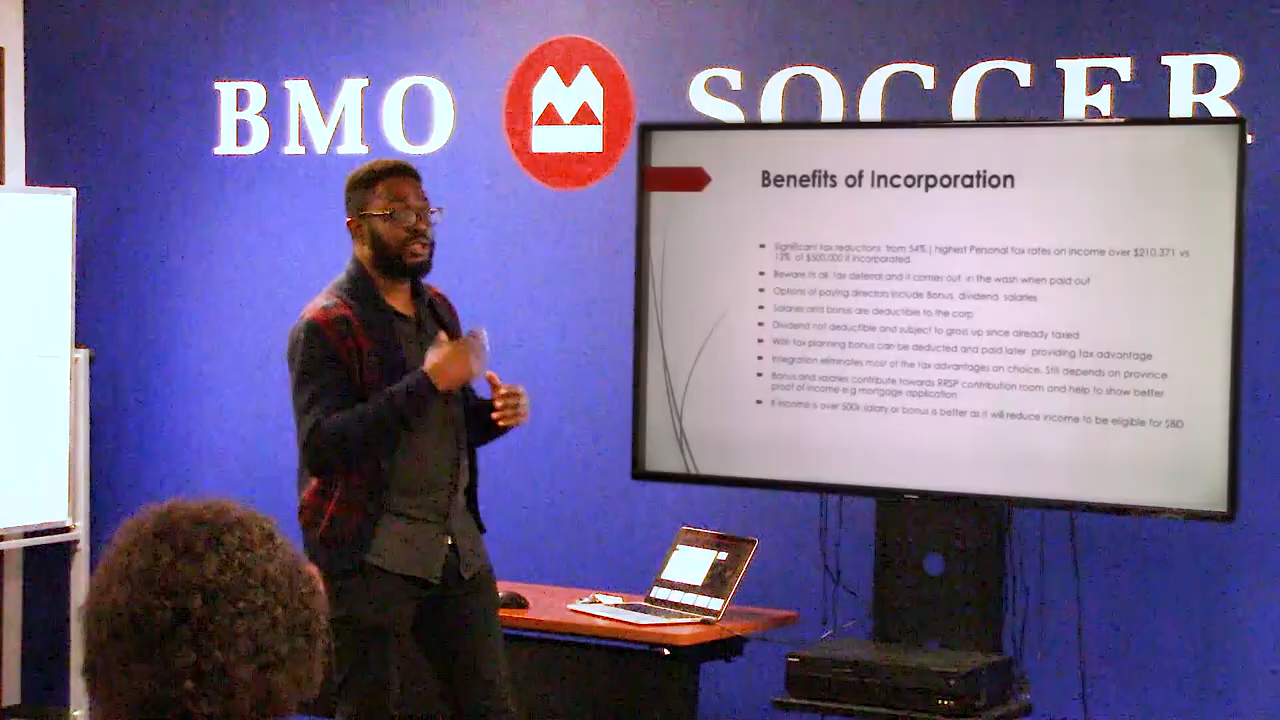 BMO SOCCER
Benefits of Incorporation
Significant tax reductions from 54% ( highest Personal tax rates on income over $210,371 vs
13% of $500,000 if incorporated
Beware its all tax deferral and it comes out in the wash when paid out
Options of paying directors include Bonus, dividend, salaries
Salaries and bonus are deductible to the corp
Dividend not deductible and subject to gross up since already taxed
With tax planning bonus can be deducted and paid later providing tax advantage
Integration eliminates most of the tax advantages on choice. Still depends on province
Bonus and salaries contribute towards RRSP contribution room and help to show better
proof of income e.g mortgage application
If income is over 500k salary or bonus is better as it will reduce income to be eligible for SBD